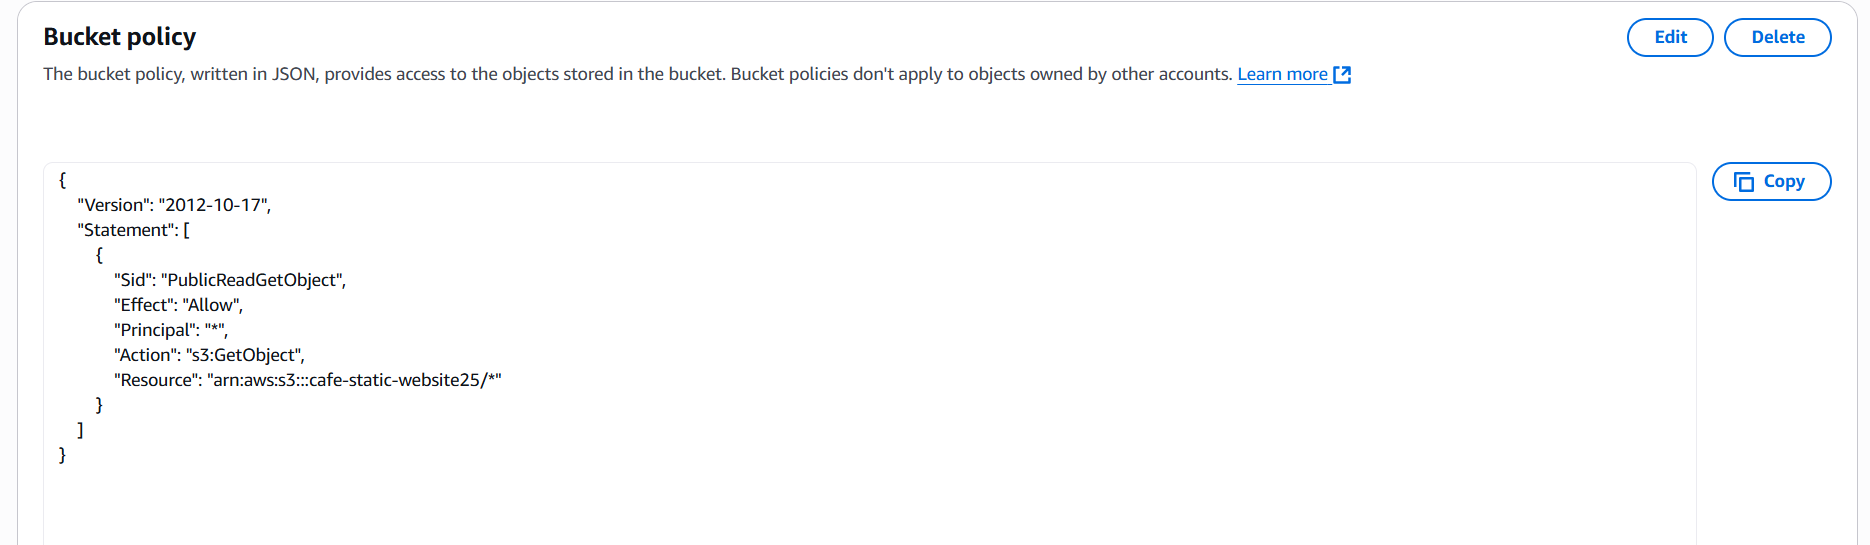 Bucket policy
Edit
Delete
The bucket policy, written in JSON, provides access to the objects stored in the bucket. Bucket policies don't apply to objects owned by other accounts. Learn more
Copy
{
    "Version": "2012-10-17",
    "Statement": [
        {
            "Sid": "PublicReadGetObject",
            "Effect": "Allow",
            "Principal": "*",
            "Action": "s3:GetObject",
            "Resource": "arn:aws:s3:::cafe-static-website25/*"
        }
    ]
}